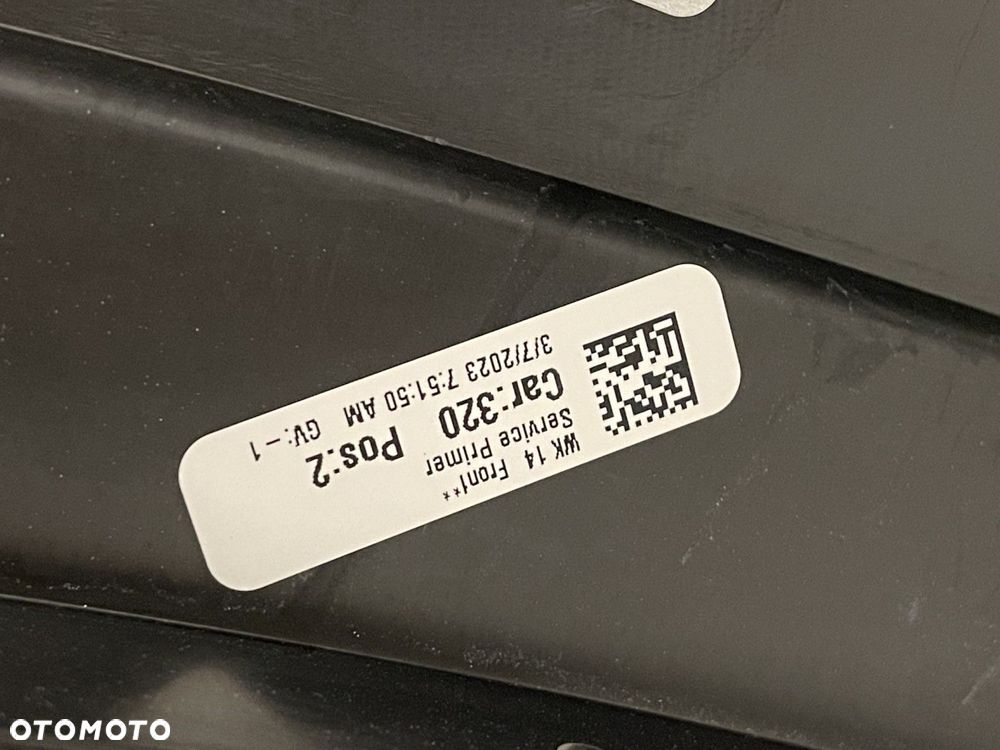 WK 14 Front**
Service Primer
Car:320 Pos:2
3/7/2023 7:51:50 AM GV:-1
OTOMOTO